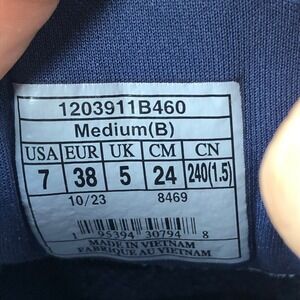 1203911B460
Medium(B)
USA EUR UK CM CN
7 38 5 24 240(1.5)
10/23 8469
1 95394 30794 8
MADE IN VIETNAM
FABRIQUE AU VIETNAM